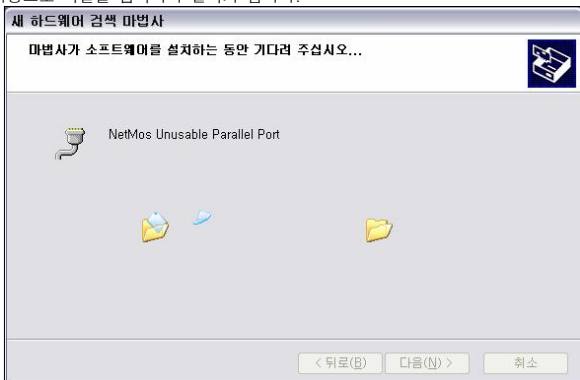 새 하드웨어 검색 마법사
마법사가 소프트웨어를 설치하는 동안 기다려 주십시오...
NetMos Unusable Parallel Port
< 뒤로(B)
다음(N) >
취소